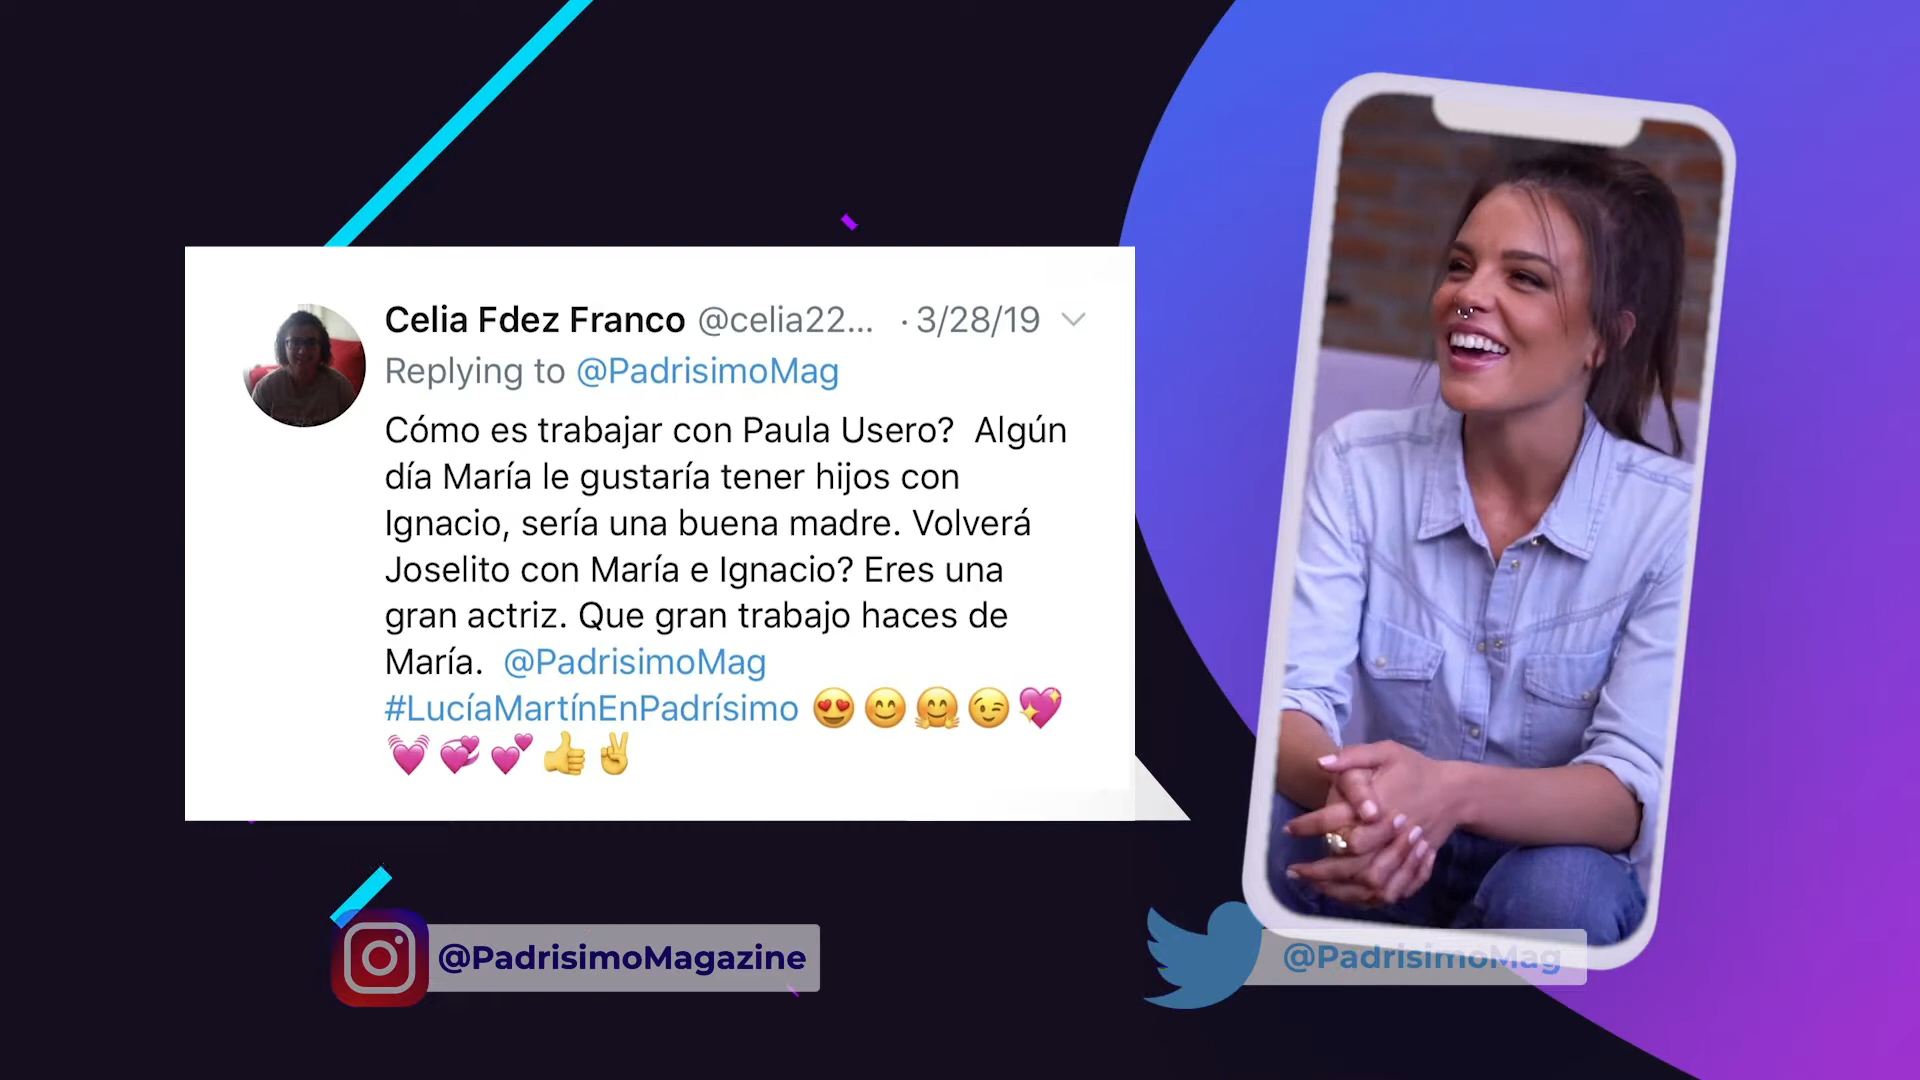 Celia Fdez Franco @celia22... · 3/28/19
Replying to @PadrisimoMag
Cómo es trabajar con Paula Usero? Algún
día María le gustaría tener hijos con
Ignacio, sería una buena madre. Volverá
Joselito con María e Ignacio? Eres una
gran actriz. Que gran trabajo haces de
María. @PadrisimoMag
#LucíaMartínEnPadrísimo 😍😊🤗😉💖
💓💞💕👍✌️
@PadrisimoMagazine
@PadrísimoMag